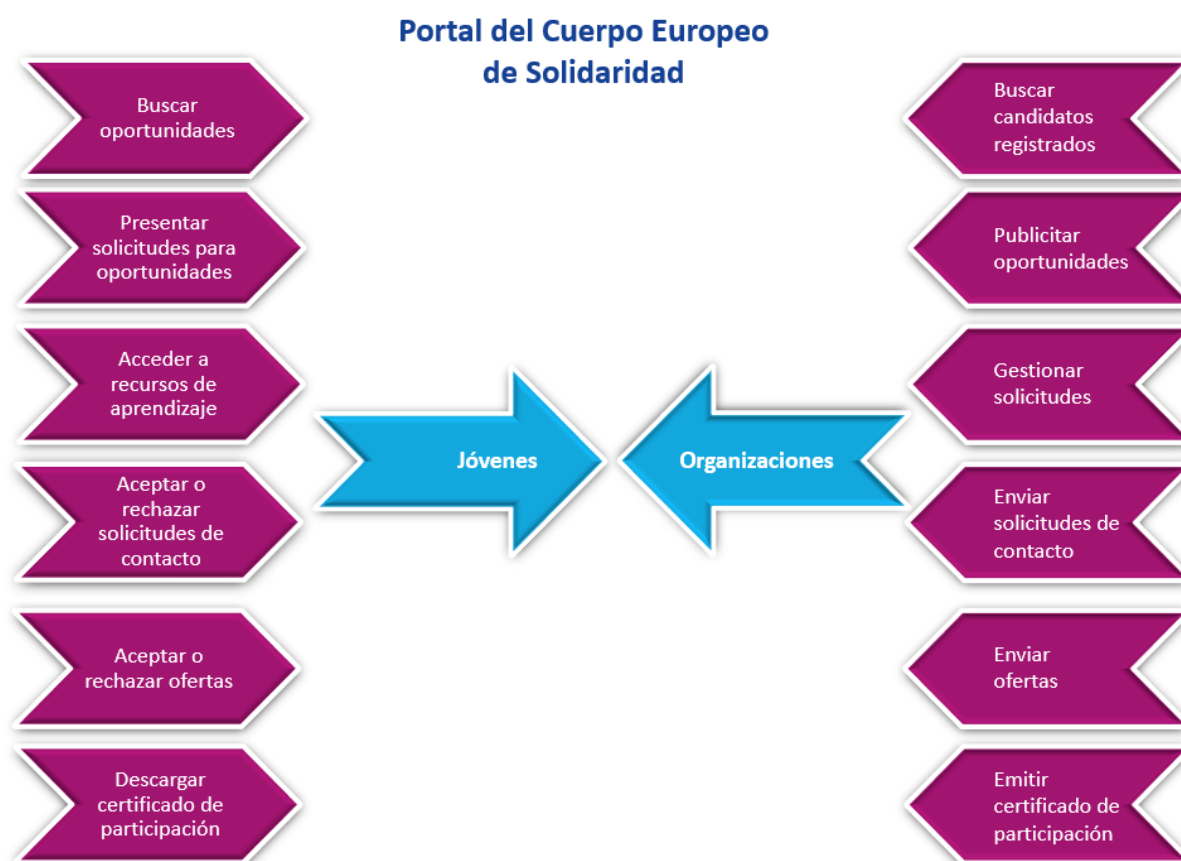 Portal del Cuerpo Europeo
de Solidaridad
Buscar
oportunidades
Presentar
solicitudes para
oportunidades
Acceder a
recursos de
aprendizaje
Aceptar o
rechazar
solicitudes de
contacto
Aceptar o
rechazar ofertas
Descargar
certificado de
participación
Jóvenes
Organizaciones
Buscar
candidatos
registrados
Publicitar
oportunidades
Gestionar
solicitudes
Enviar
solicitudes de
contacto
Enviar
ofertas
Emitir
certificado de
participación